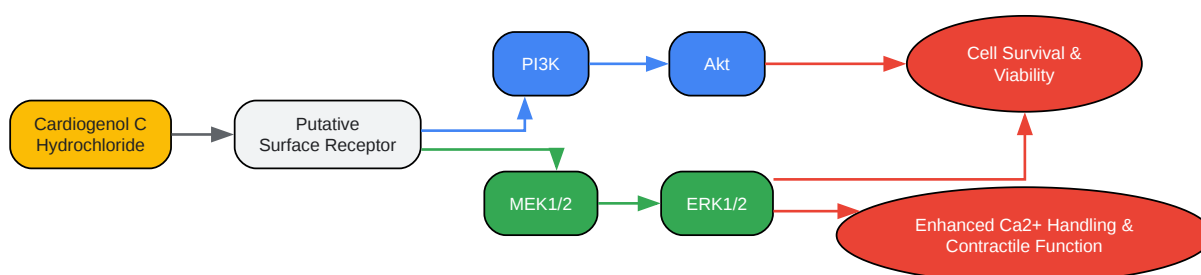 Cardiogenol C
Hydrochloride
Putative
Surface Receptor
PI3K
Akt
Cell Survival &
Viability
MEK1/2
ERK1/2
Enhanced Ca2+ Handling &
Contractile Function